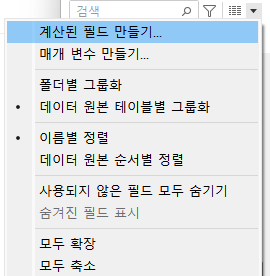 검색
계산된 필드 만들기...
매개 변수 만들기...
폴더별 그룹화
데이터 원본 테이블별 그룹화
이름별 정렬
데이터 원본 순서별 정렬
사용되지 않은 필드 모두 숨기기
숨겨진 필드 표시
모두 확장
모두 축소